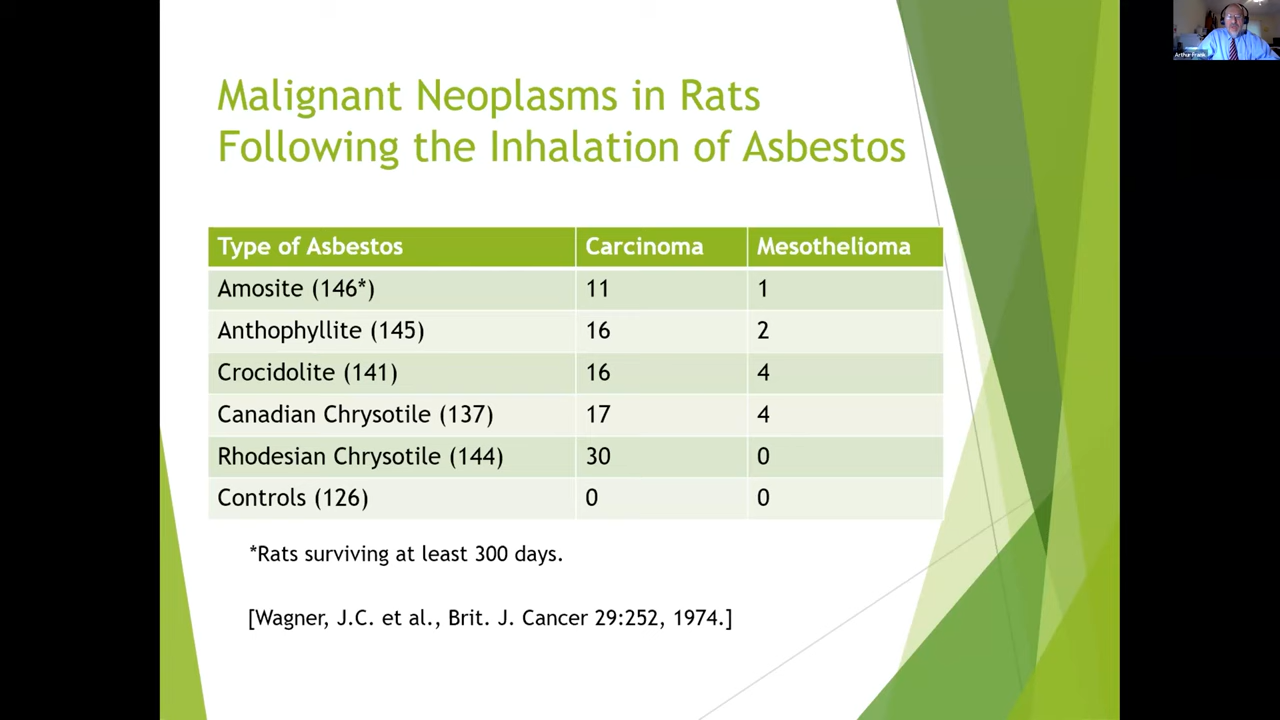 Arthur Frank
Malignant Neoplasms in Rats
Following the Inhalation of Asbestos
Type of Asbestos Carcinoma Mesothelioma
Amosite (146*) 11 1
Anthophyllite (145) 16 2
Crocidolite (141) 16 4
Canadian Chrysotile (137) 17 4
Rhodesian Chrysotile (144) 30 0
Controls (126) 0 0
*Rats surviving at least 300 days.
[Wagner, J.C. et al., Brit. J. Cancer 29:252, 1974.]